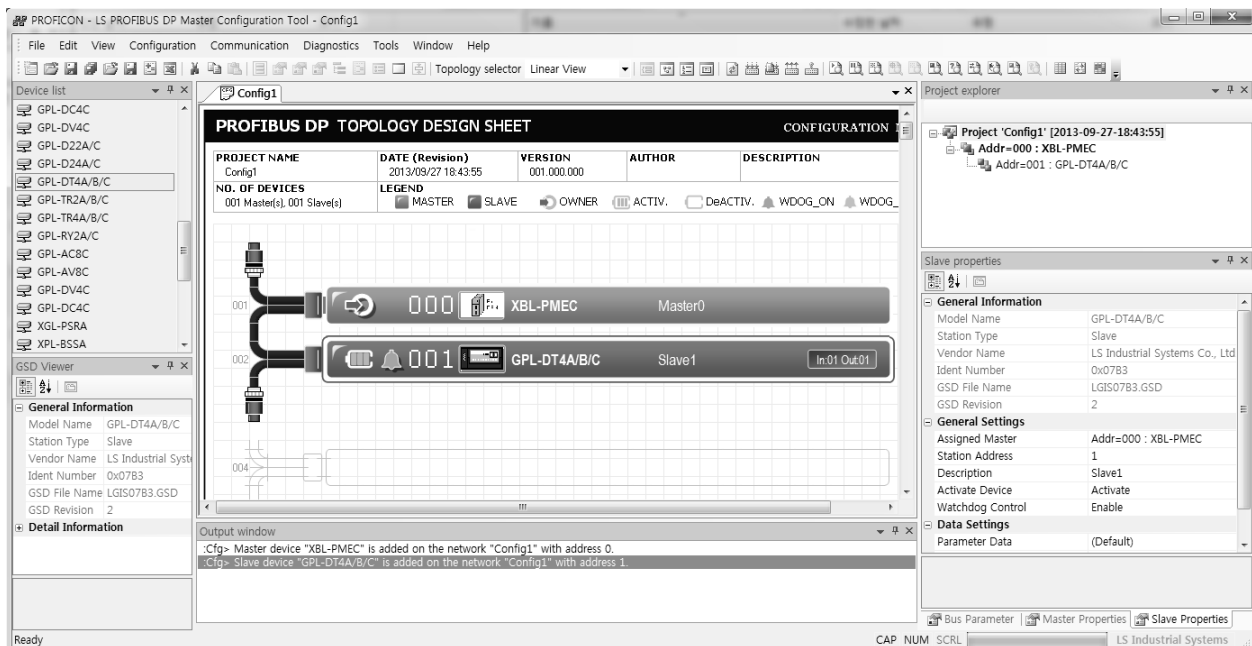 PROFICON - LS PROFIBUS DP Master Configuration Tool - Config1
File Edit View Configuration Communication Diagnostics Tools Window Help
Topology selector Linear View
Device list
GPL-DC4C
GPL-DV4C
GPL-D22A/C
GPL-D24A/C
GPL-DT4A/B/C
GPL-TR2A/B/C
GPL-TR4A/B/C
GPL-RY2A/C
GPL-AC8C
GPL-AV8C
GPL-DV4C
GPL-DC4C
XGL-PSRA
XPL-BSSA
GSD Viewer
General Information
Model Name GPL-DT4A/B/C
Station Type Slave
Vendor Name LS Industrial Syste
Ident Number 0x07B3
GSD File Name LGIS07B3.GSD
GSD Revision 2
Detail Information
Config1
PROFIBUS DP TOPOLOGY DESIGN SHEET
CONFIGURATION
PROJECT NAME DATE (Revision) VERSION AUTHOR DESCRIPTION
Config1 2013/09/27 18:43:55 001.000.000
NO. OF DEVICES LEGEND
001 Master(s), 001 Slave(s) MASTER SLAVE OWNER ACTIV. DeACTIV. WDOG_ON WDOG_
001 000 XBL-PMEC Master0
002 001 GPL-DT4A/B/C Slave1 In:01 Out:01
004
Output window
:Cfg> Master device "XBL-PMEC" is added on the network "Config1" with address 0.
:Cfg> Slave device "GPL-DT4A/B/C" is added on the network "Config1" with address 1.
Project explorer
Project 'Config1' [2013-09-27-18:43:55]
Addr=000 : XBL-PMEC
Addr=001 : GPL-DT4A/B/C
Slave properties
General Information
Model Name GPL-DT4A/B/C
Station Type Slave
Vendor Name LS Industrial Systems Co., Ltd
Ident Number 0x07B3
GSD File Name LGIS07B3.GSD
GSD Revision 2
General Settings
Assigned Master Addr=000 : XBL-PMEC
Station Address 1
Description Slave1
Activate Device Activate
Watchdog Control Enable
Data Settings
Parameter Data (Default)
Bus Parameter Master Properties Slave Properties
Ready
CAP NUM SCRL LS Industrial Systems